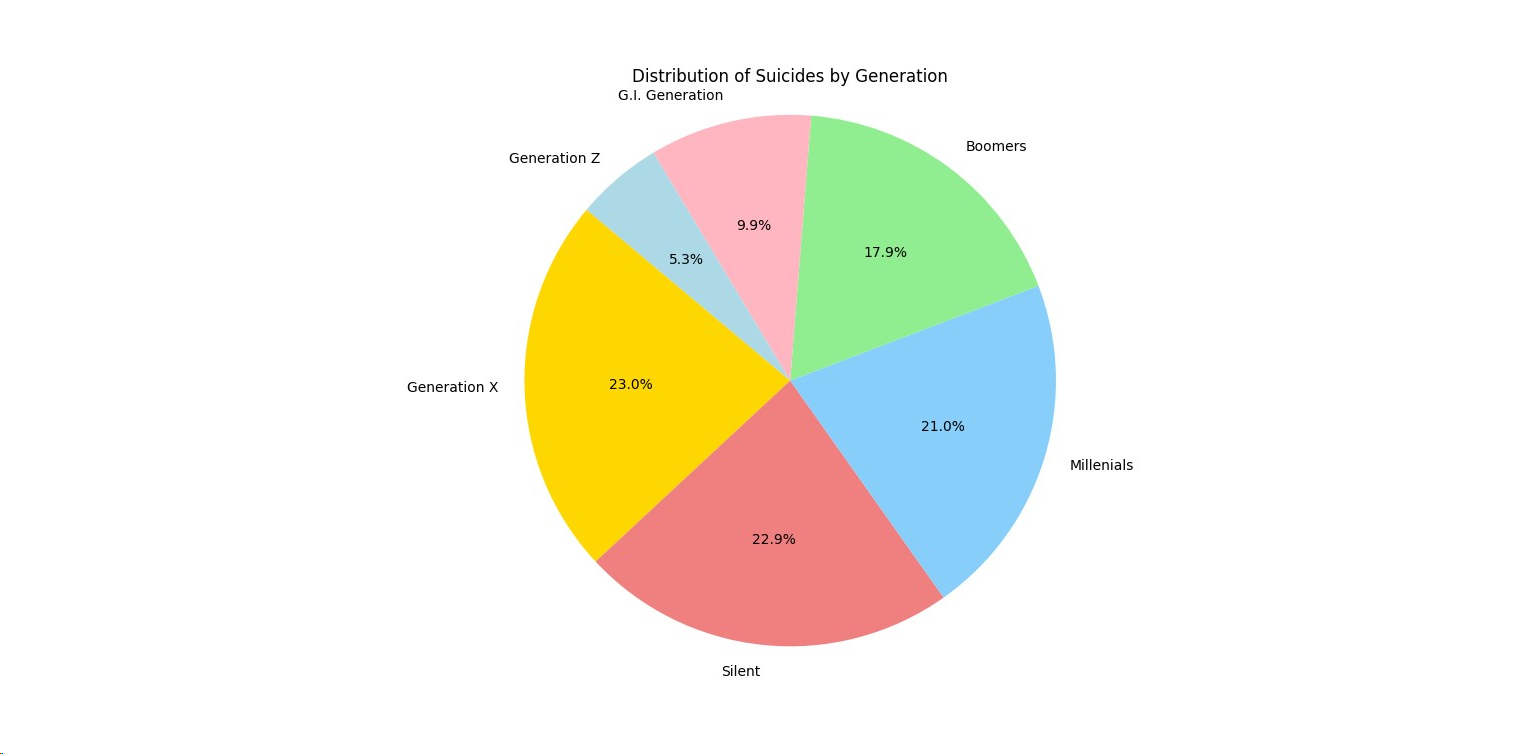 Distribution of Suicides by Generation
G.I. Generation
Boomers
Generation Z
9.9%
17.9%
5.3%
Generation X
23.0%
21.0%
Millenials
22.9%
Silent